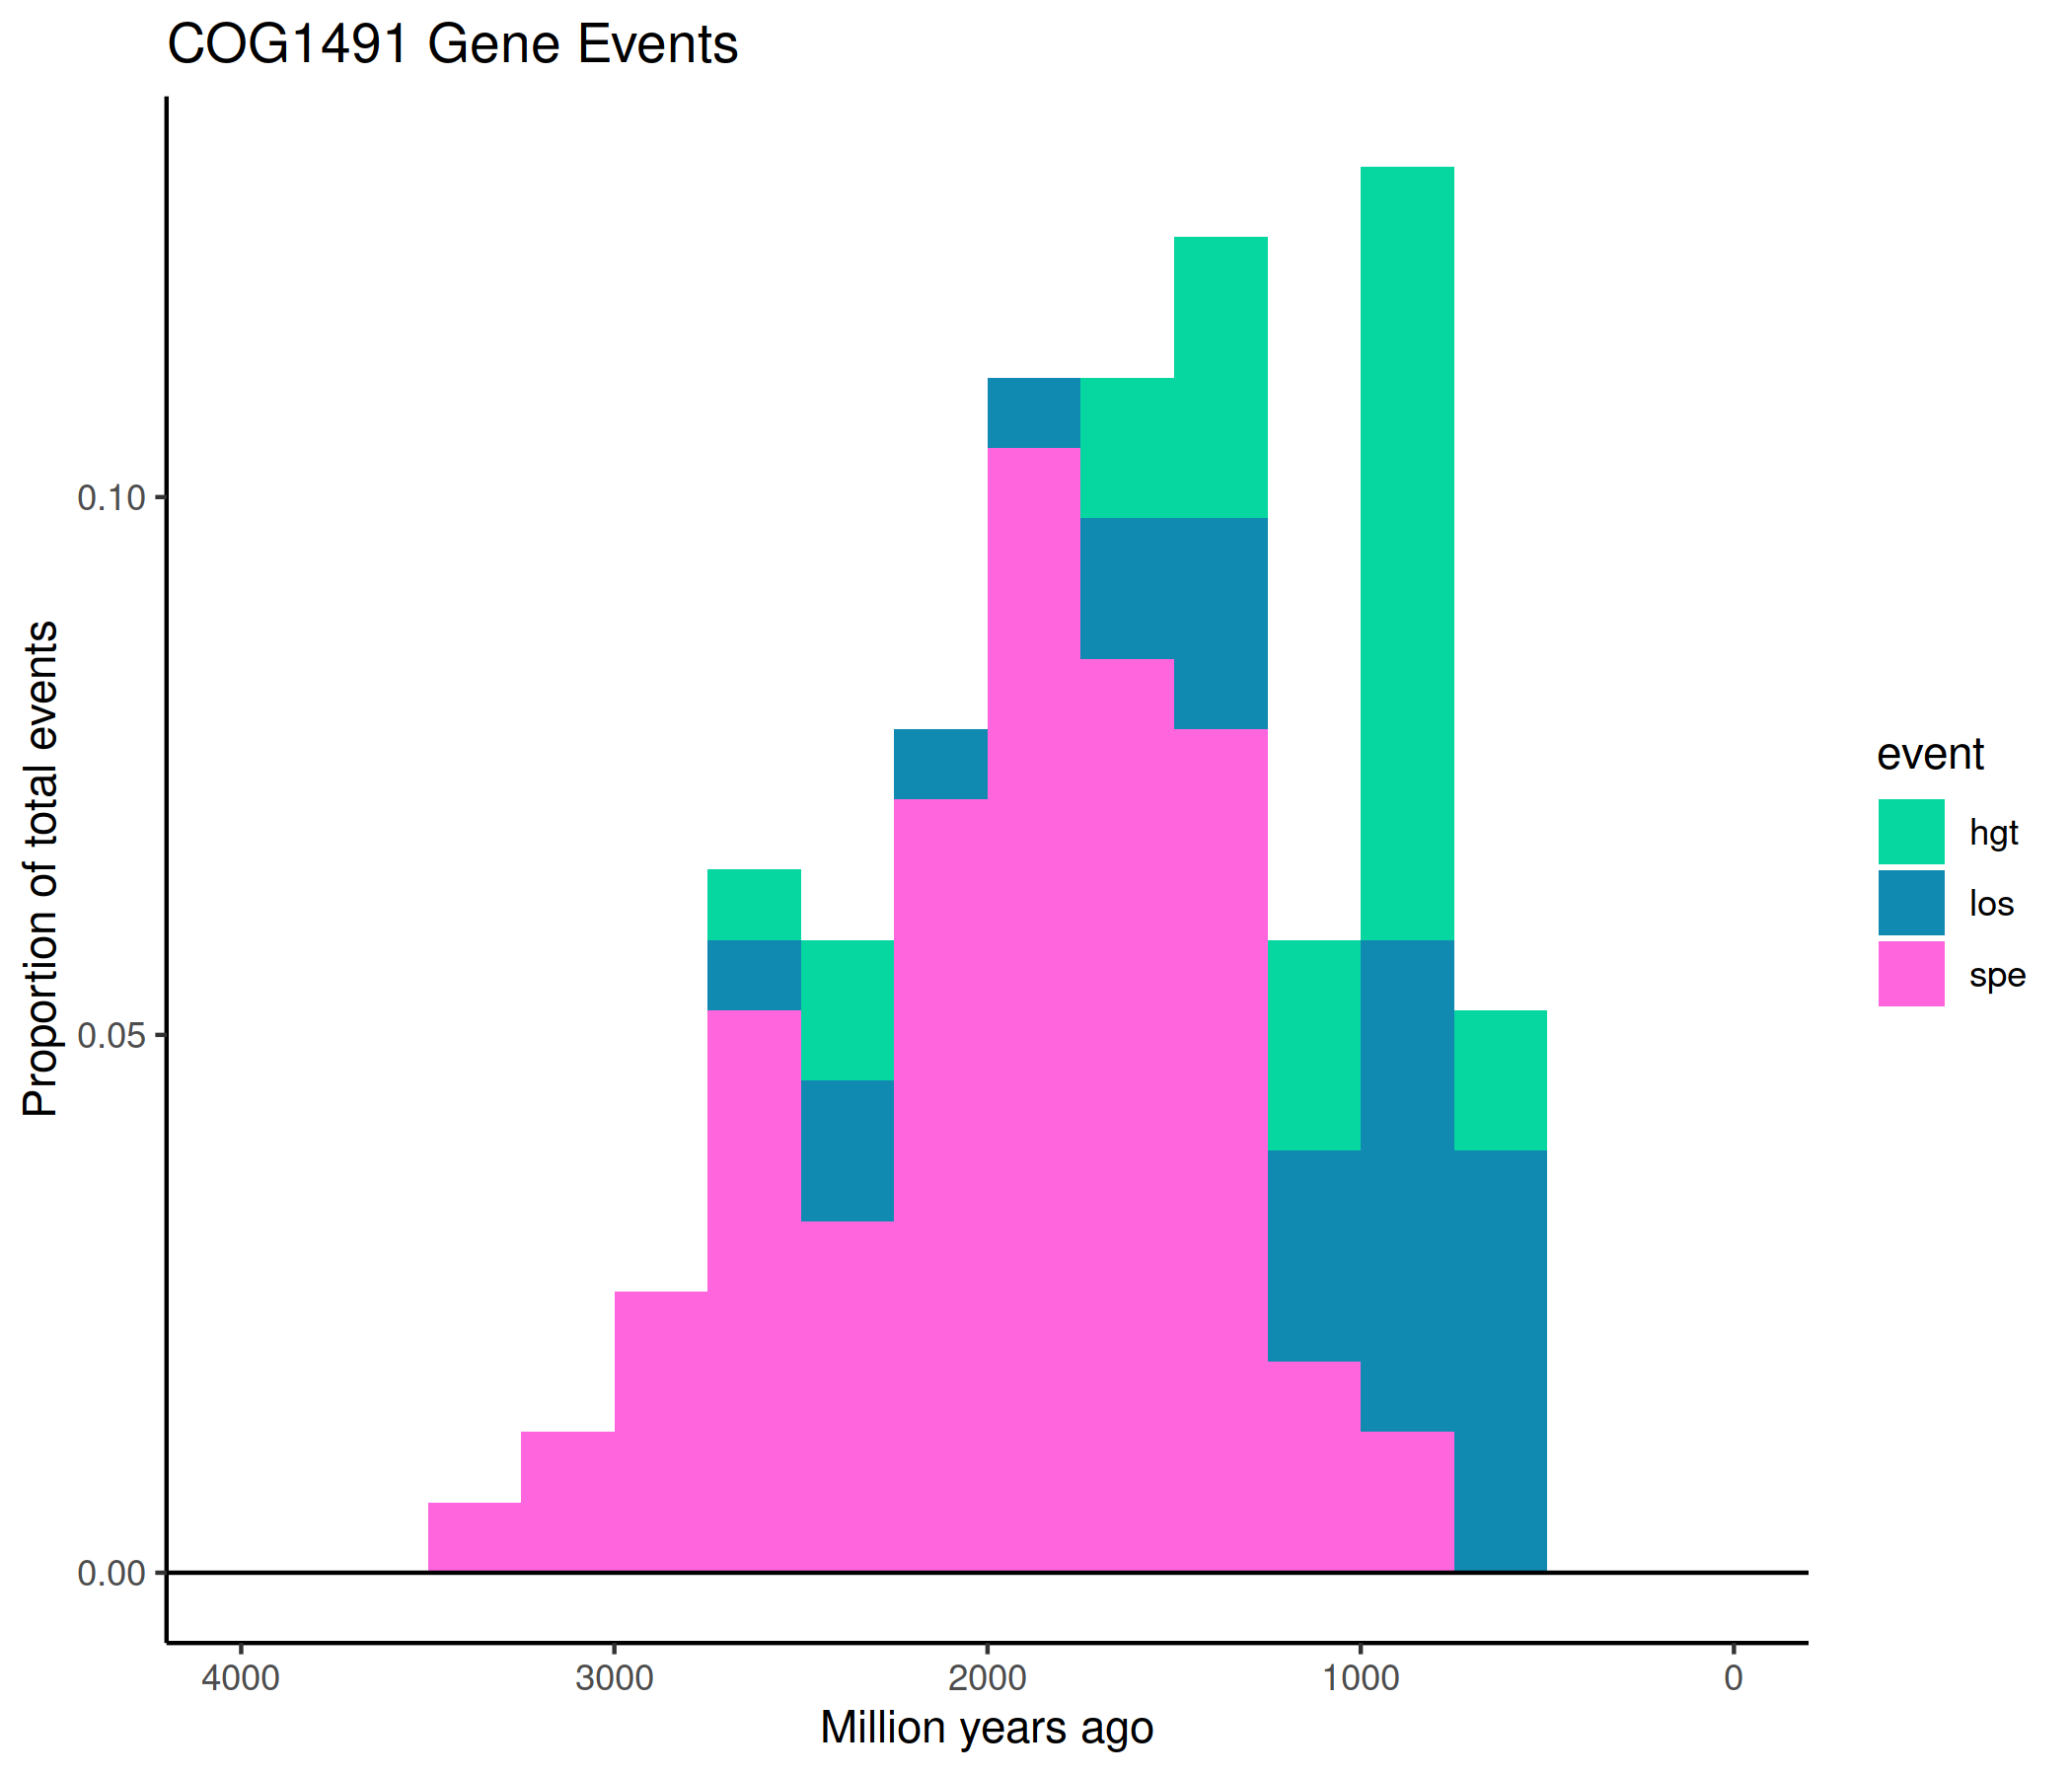 COG1491 Gene Events
Proportion of total events
0.10
0.05
0.00
4000 3000 2000 1000 0
Million years ago
event
hgt
los
spe